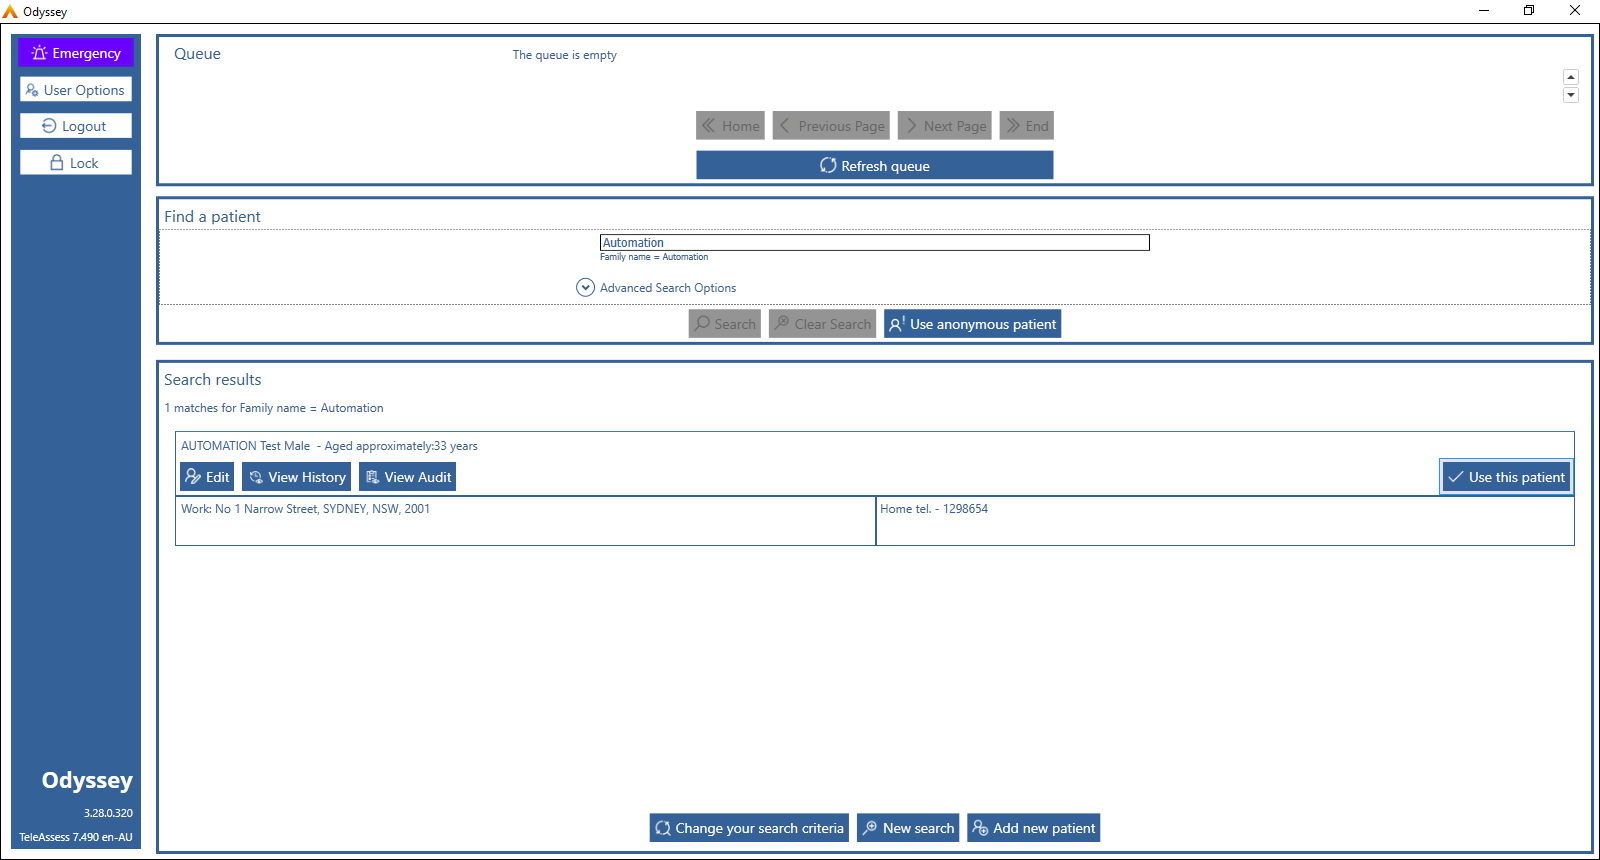 Odyssey
Emergency
User Options
Logout
Lock
Queue
The queue is empty
Home
Previous Page
Next Page
End
Refresh queue
Find a patient
Automation
Family name = Automation
Advanced Search Options
Search
Clear Search
Use anonymous patient
Search results
1 matches for Family name = Automation
AUTOMATION Test Male - Aged approximately:33 years
Edit
View History
View Audit
Use this patient
Work: No 1 Narrow Street, SYDNEY, NSW, 2001
Home tel. - 1298654
Change your search criteria
New search
Add new patient
Odyssey
3.28.0.320
TeleAssess 7.490 en-AU